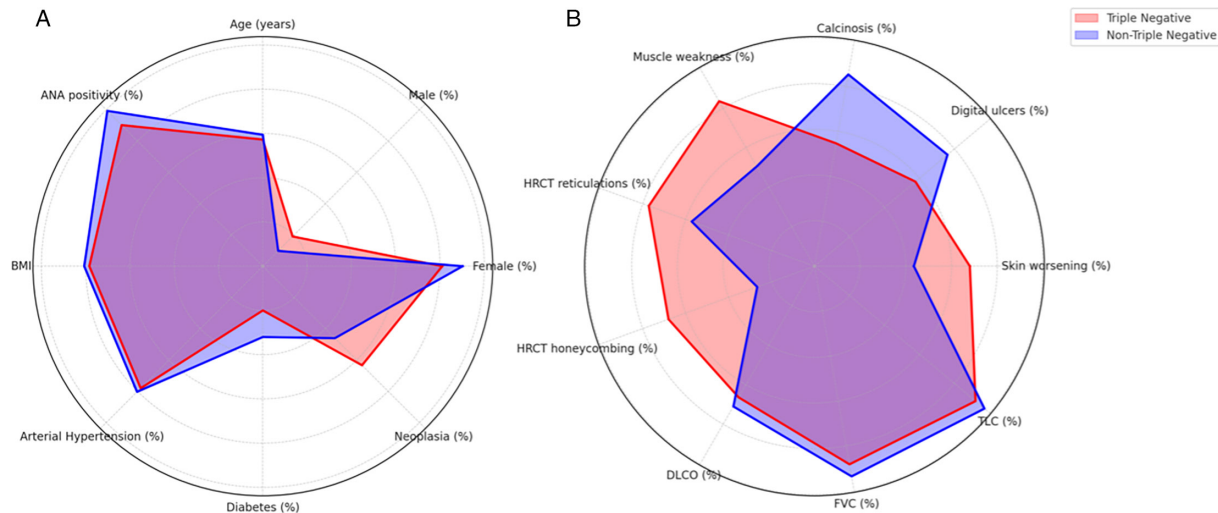 A
B
Triple Negative
Non-Triple Negative
Age (years)
Calcinosis (%)
Muscle weakness (%)
ANA positivity (%)
Male (%)
Digital ulcers (%)
HRCT reticulations (%)
BMI
Female (%)
Skin worsening (%)
HRCT honeycombing (%)
Arterial Hypertension (%)
Neoplasia (%)
TLC (%)
DLCO (%)
Diabetes (%)
FVC (%)